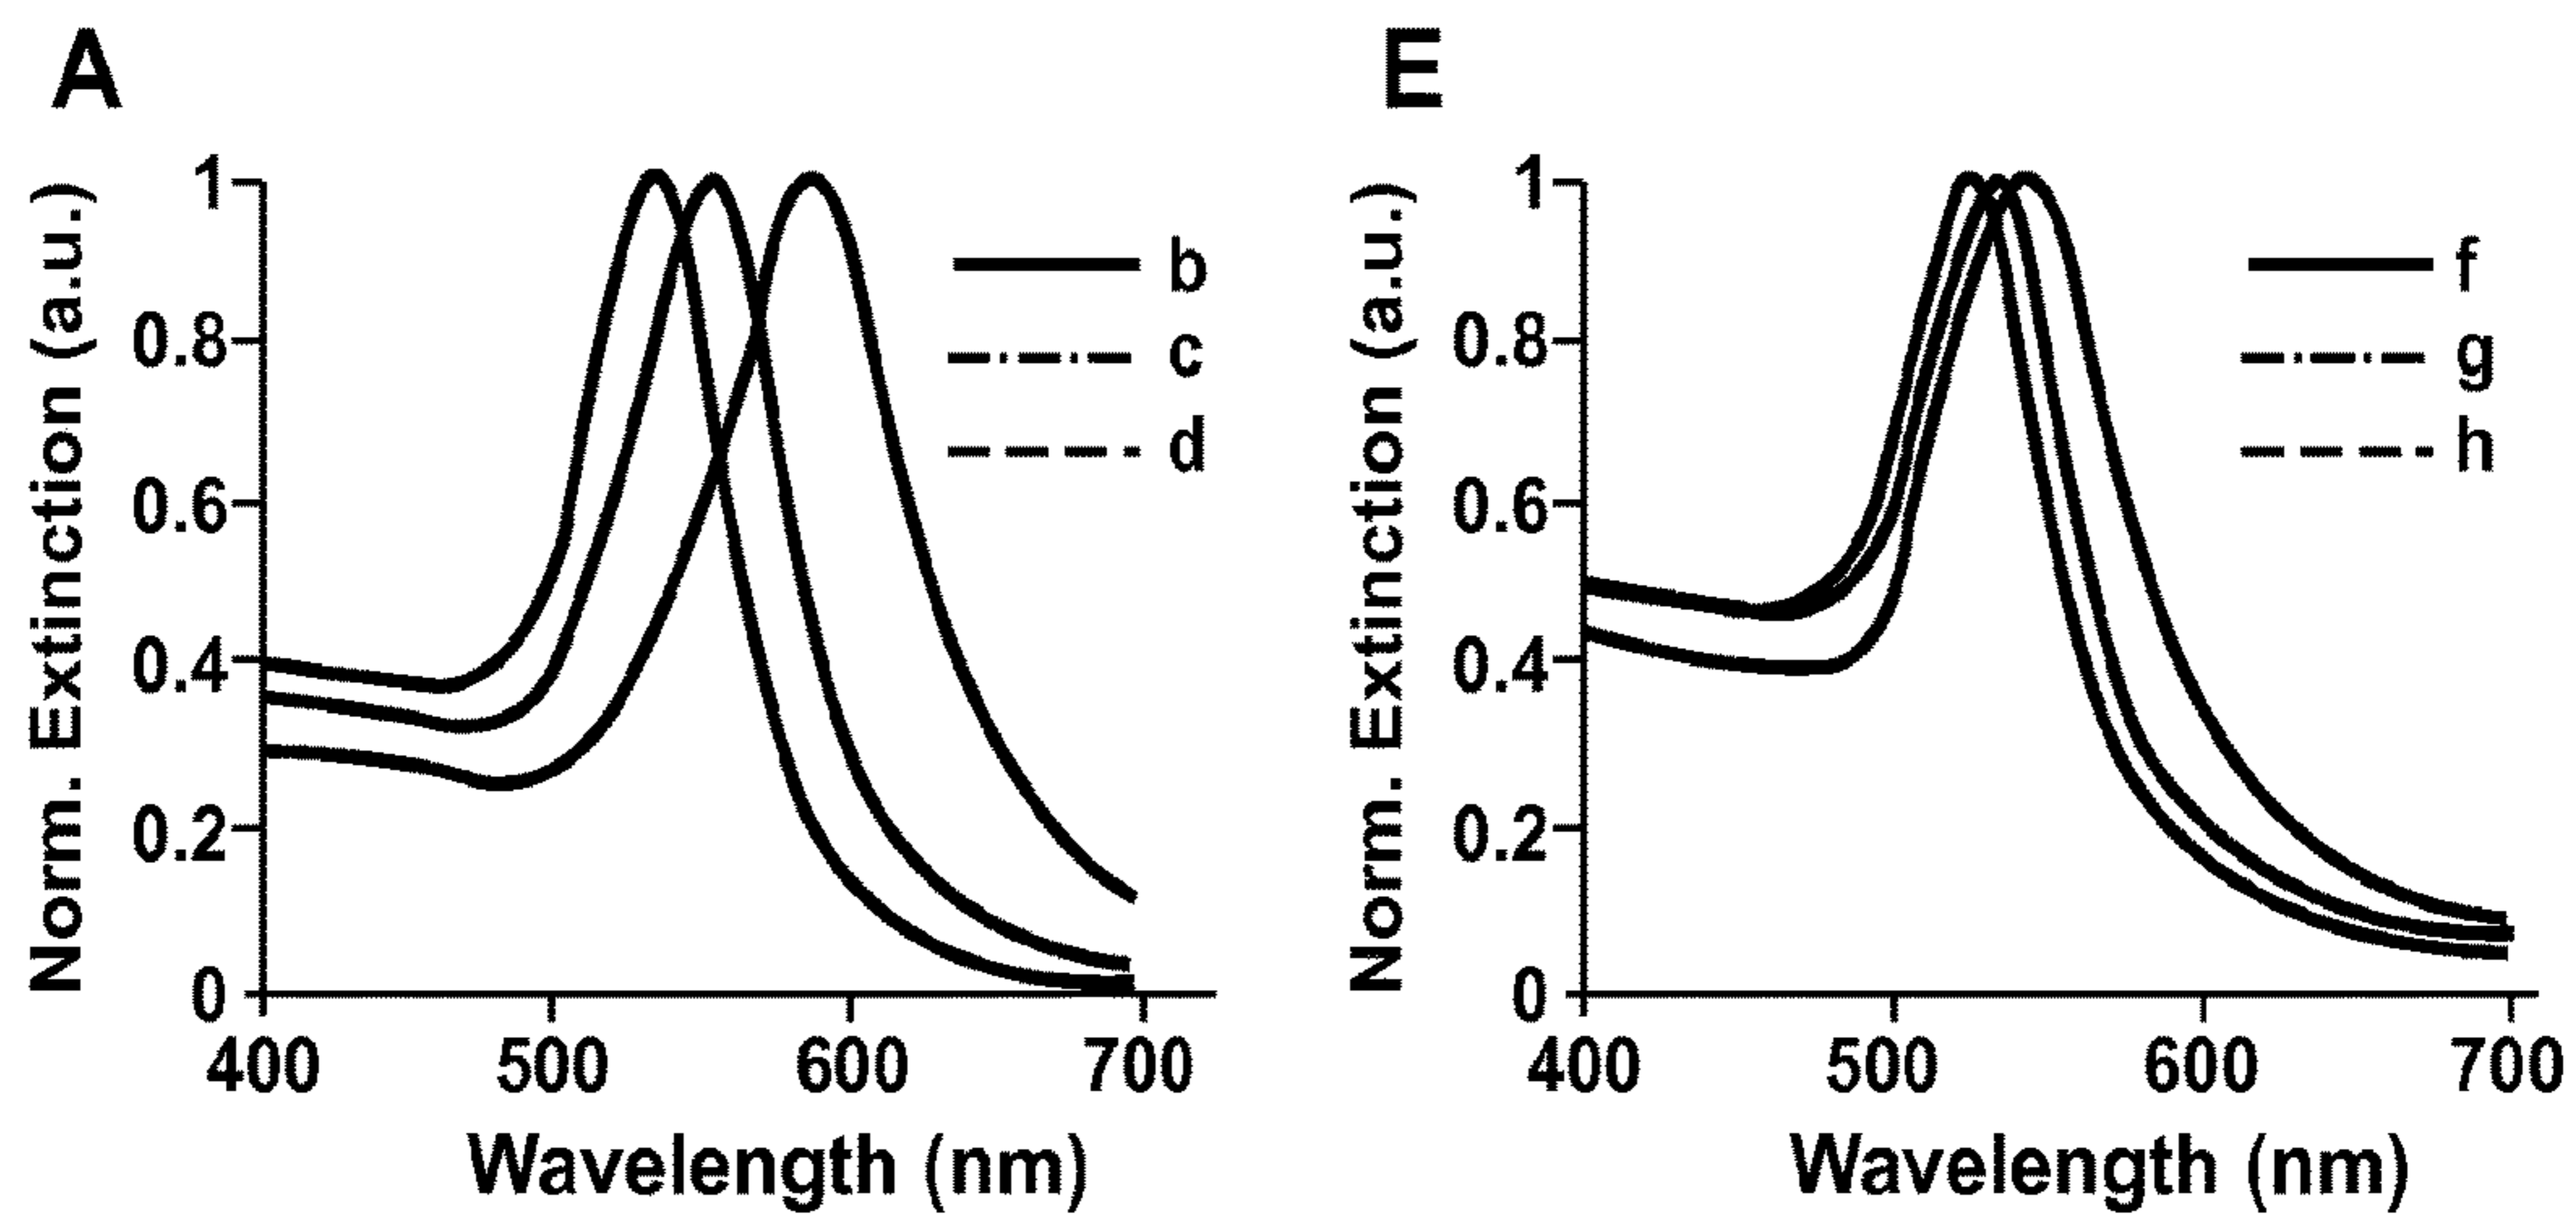 A
Norm. Extinction (a.u.)
1
0.8
0.6
0.4
0.2
0
400 500 600 700
Wavelength (nm)
b
c
d
E
Norm. Extinction (a.u.)
1
0.8
0.6
0.4
0.2
0
400 500 600 700
Wavelength (nm)
f
g
h